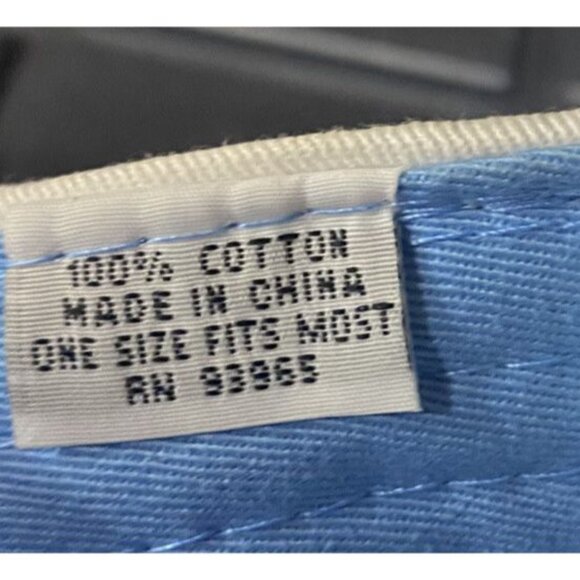 100% COTTON
MADE IN CHINA
ONE SIZE FITS MOST
RN 93965